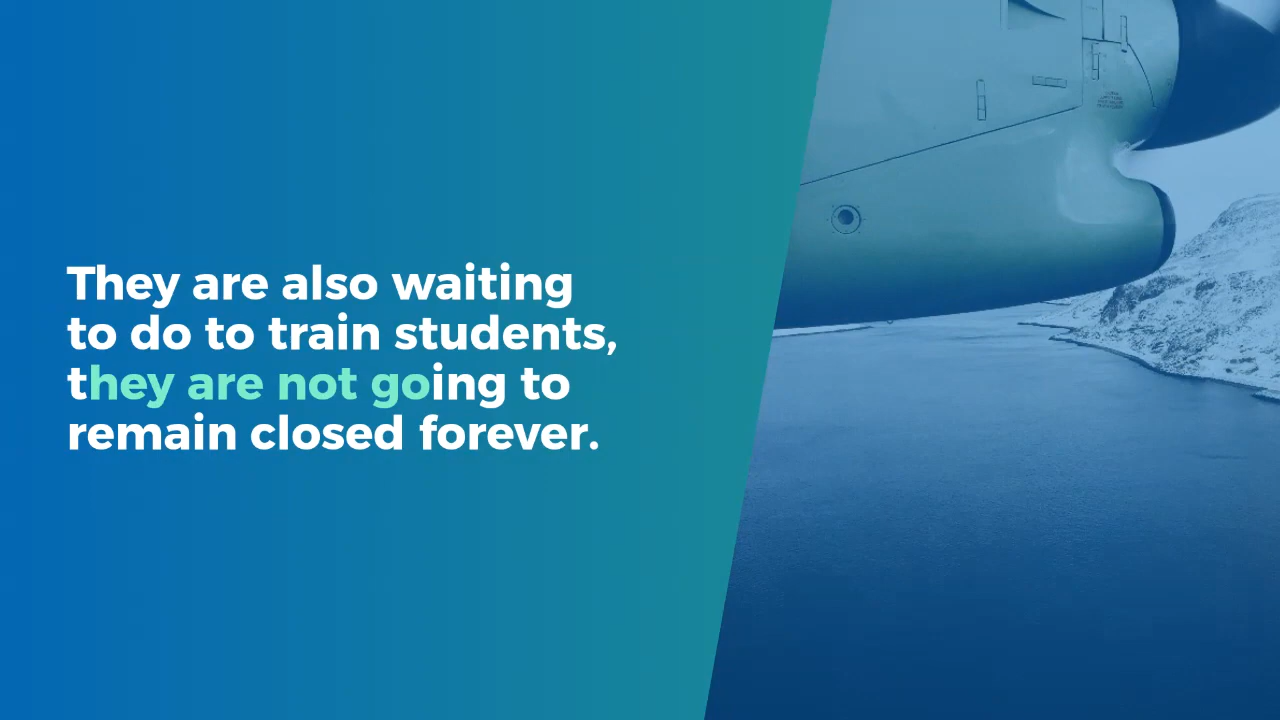 They are also waiting
to do to train students,
they are not going to
remain closed forever.